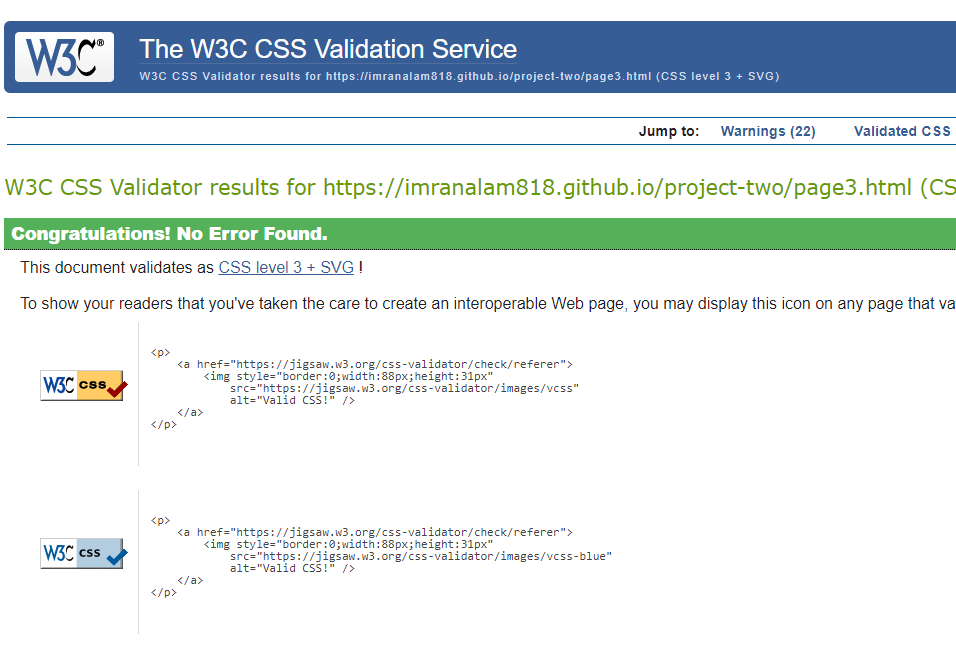 W3C®
The W3C CSS Validation Service
W3C CSS Validator results for https://imranalam818.github.io/project-two/page3.html (CSS level 3 + SVG)
Jump to: Warnings (22) Validated CSS
W3C CSS Validator results for https://imranalam818.github.io/project-two/page3.html (CS
Congratulations! No Error Found.
This document validates as CSS level 3 + SVG !
To show your readers that you've taken the care to create an interoperable Web page, you may display this icon on any page that va
W3C css
<p>
<a href="https://jigsaw.w3.org/css-validator/check/referer">
<img style="border:0;width:88px;height:31px"
src="https://jigsaw.w3.org/css-validator/images/vcss"
alt="Valid CSS!" />
</a>
</p>
W3C css
<p>
<a href="https://jigsaw.w3.org/css-validator/check/referer">
<img style="border:0;width:88px;height:31px"
src="https://jigsaw.w3.org/css-validator/images/vcss-blue"
alt="Valid CSS!" />
</a>
</p>